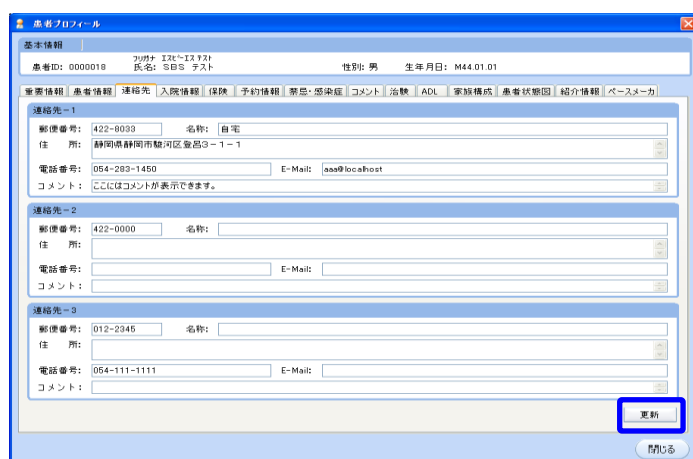 患者プロフィール
基本情報
フリガナ エスビーエス テスト
患者ID: 0000018 氏名: SBS テスト 性別: 男 生年月日: M44.01.01
重要情報 患者情報 連絡先 入院情報 保険 予約情報 禁忌・感染症 コメント 治験 ADL 家族構成 患者状態図 紹介情報 ペースメーカ
連絡先－1
郵便番号: 422-8033 名称: 自宅
住 所: 静岡県静岡市駿河区登呂３－１－１
電話番号: 054-283-1450 E-Mail: aaa@localhost
コメント: ここにはコメントが表示できます。
連絡先－2
郵便番号: 422-0000 名称:
住 所:
電話番号: E-Mail:
コメント:
連絡先－3
郵便番号: 012-2345 名称:
住 所:
電話番号: 054-111-1111 E-Mail:
コメント:
更新
閉じる